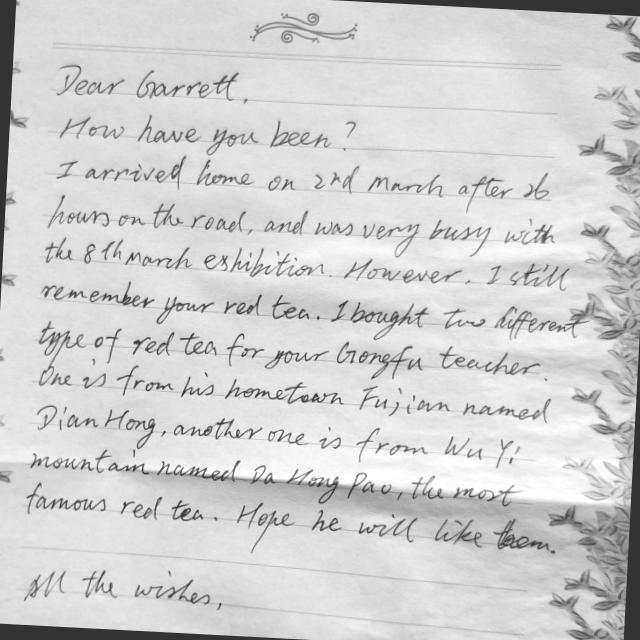 Dear Garrett,
How have you been?
I arrived home on 2nd March after 26
hours on the road, and was very busy with
the 8th march exhibition. However, I still
remember your red tea. I bought two different
type of red tea for your Gongfu teacher.
One is from his hometown Fujian named
Dian Hong, another one is from Wu Yi
mountain named Da Hong Pao, the most
famous red tea. Hope he will like them.
All the wishes,